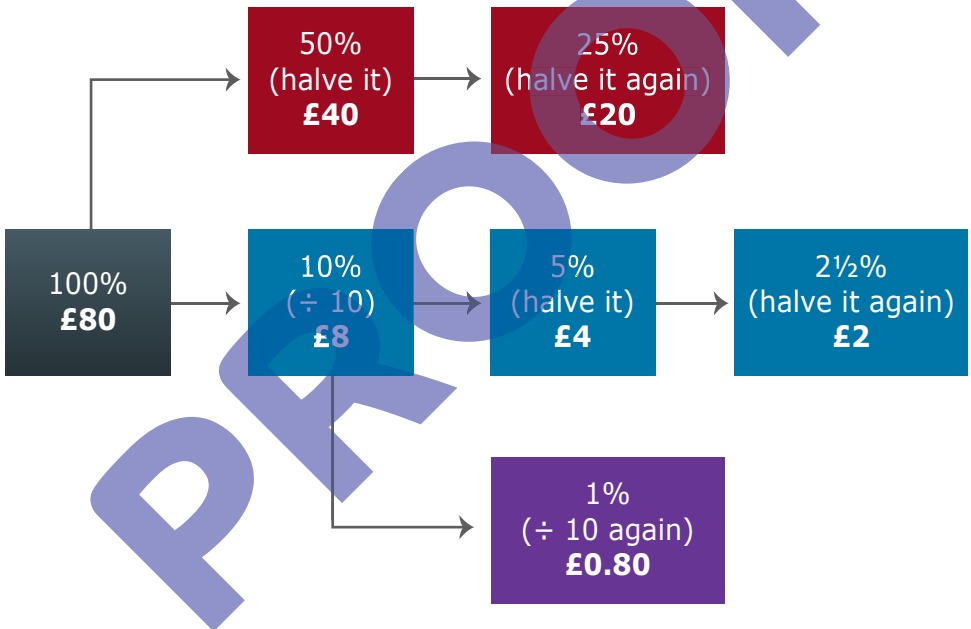 50%
(halve it)
£40
25%
(halve it again)
£20
100%
£80
10%
(÷ 10)
£8
5%
(halve it)
£4
2½%
(halve it again)
£2
1%
(÷ 10 again)
£0.80
PROOF